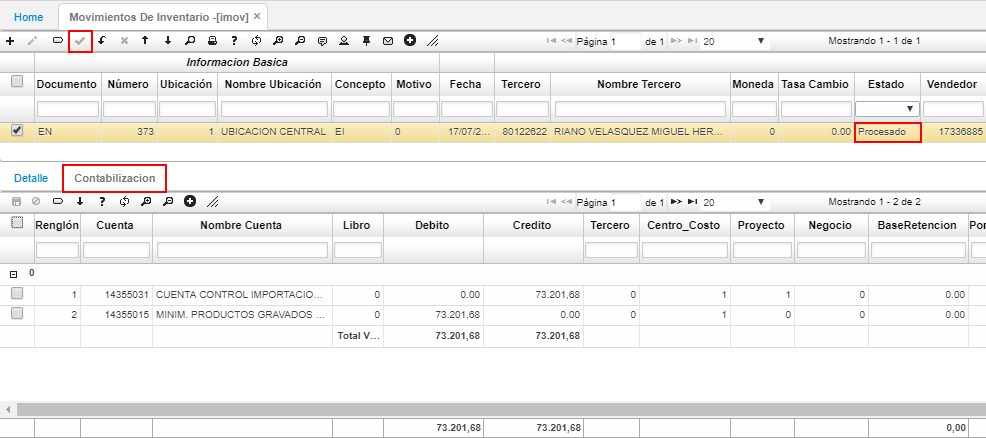 Home Movimientos De Inventario -[imov] ×
Página 1 de 1 20 Mostrando 1 - 1 de 1
Informacion Basica
Documento Número Ubicación Nombre Ubicación Concepto Motivo Fecha Tercero Nombre Tercero Moneda Tasa Cambio Estado Vendedor
EN 373 1 UBICACION CENTRAL EI 0 17/07/2... 80122622 RIANO VELASQUEZ MIGUEL HER... 0 0.00 Procesado 17336885
Detalle Contabilizacion
Página 1 de 1 20 Mostrando 1 - 2 de 2
Renglón Cuenta Nombre Cuenta Libro Debito Credito Tercero Centro_Costo Proyecto Negocio BaseRetencion Por
0
1 14355031 CUENTA CONTROL IMPORTACIO... 0 0.00 73.201,68 0 1 1 0 0.00
2 14355015 MINIM. PRODUCTOS GRAVADOS ... 0 73.201,68 0.00 0 1 0 0 0.00
Total V... 73.201,68 73.201,68
73.201,68 73.201,68 0,00